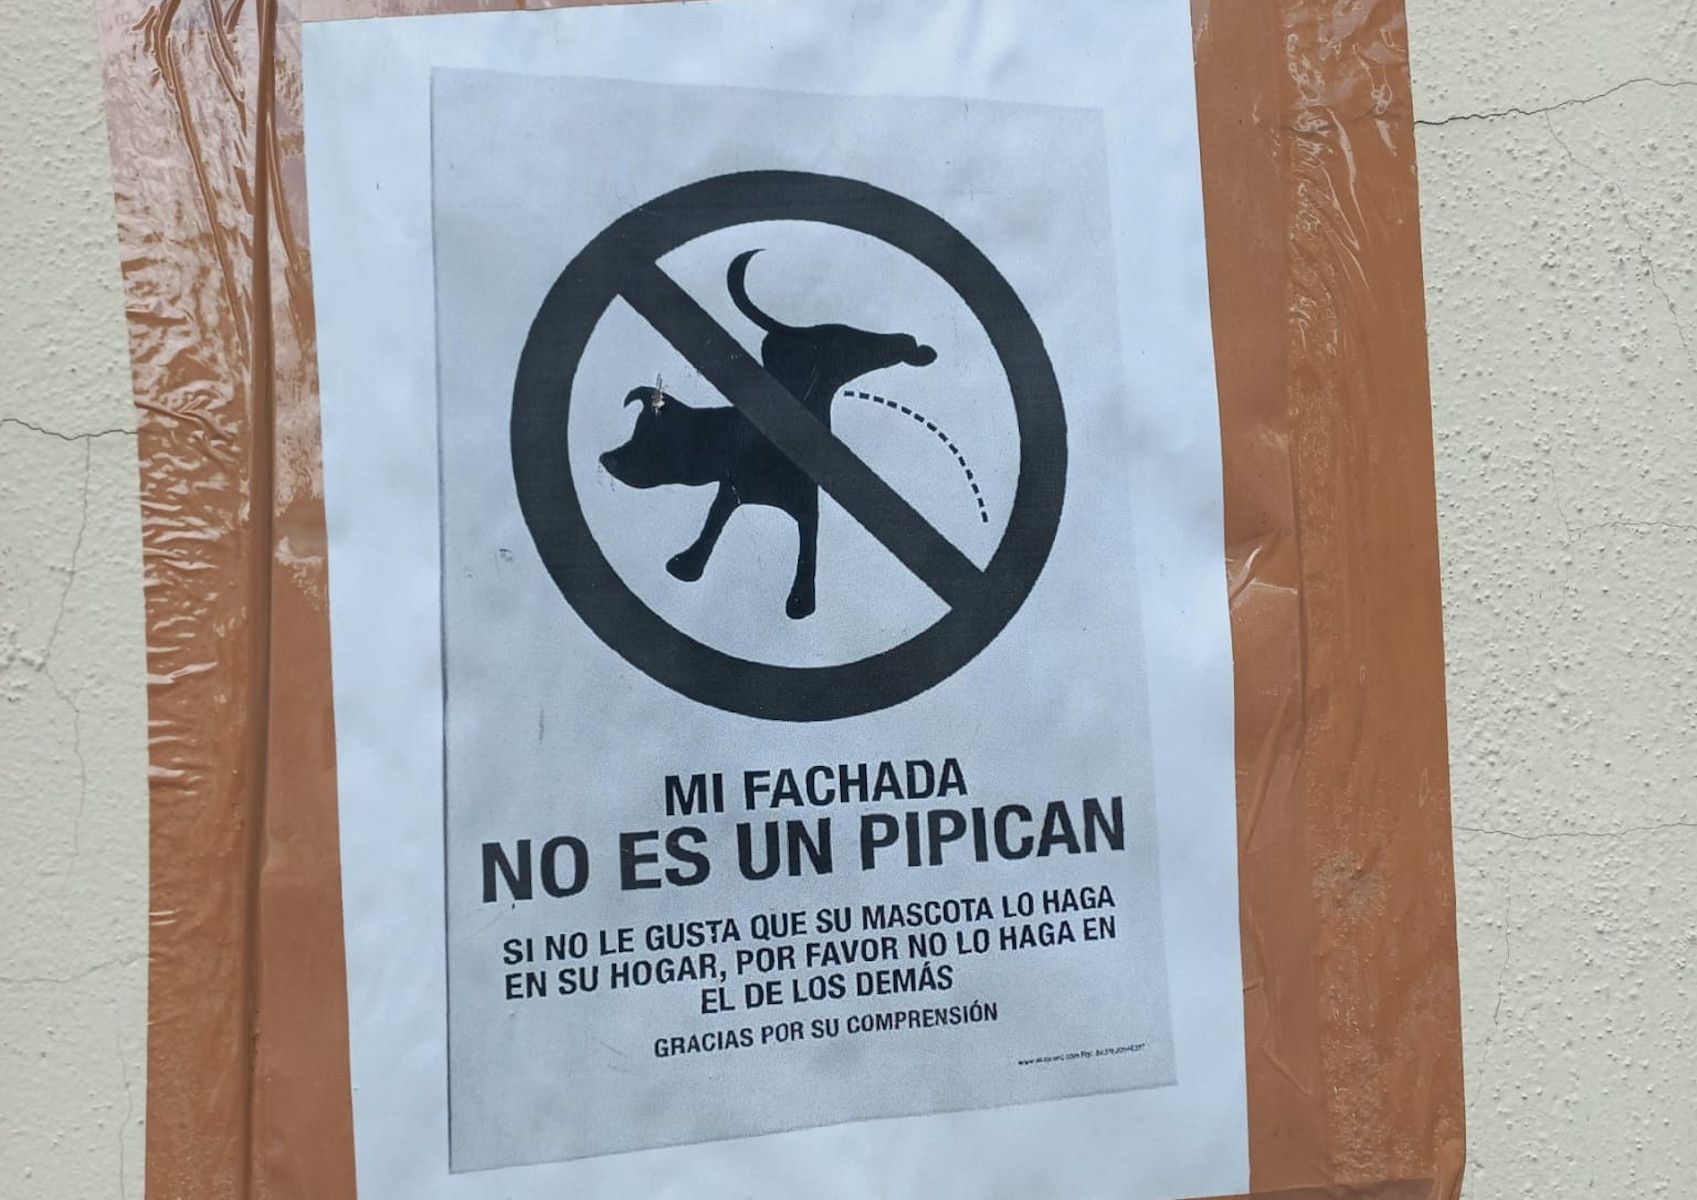 MI FACHADA
NO ES UN PIPICAN
SI NO LE GUSTA QUE SU MASCOTA LO HAGA
EN SU HOGAR, POR FAVOR NO LO HAGA EN
EL DE LOS DEMÁS
GRACIAS POR SU COMPRENSIÓN